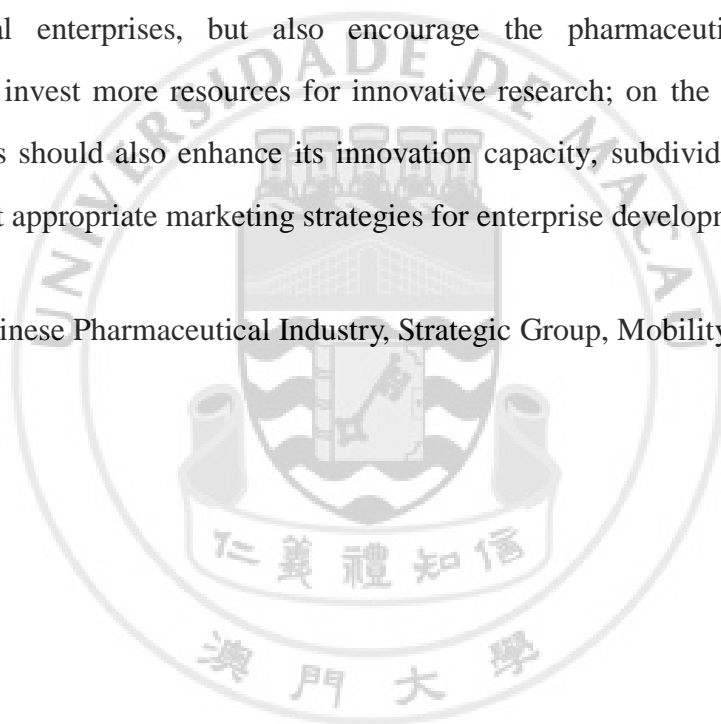 al enterprises, but also encourage the pharmaceuti
invest more resources for innovative research; on the
s should also enhance its innovation capacity, subdivid
t appropriate marketing strategies for enterprise developm
inese Pharmaceutical Industry, Strategic Group, Mobility
UNIVERSIDADE DE MACAU
仁義禮知信
澳門大學